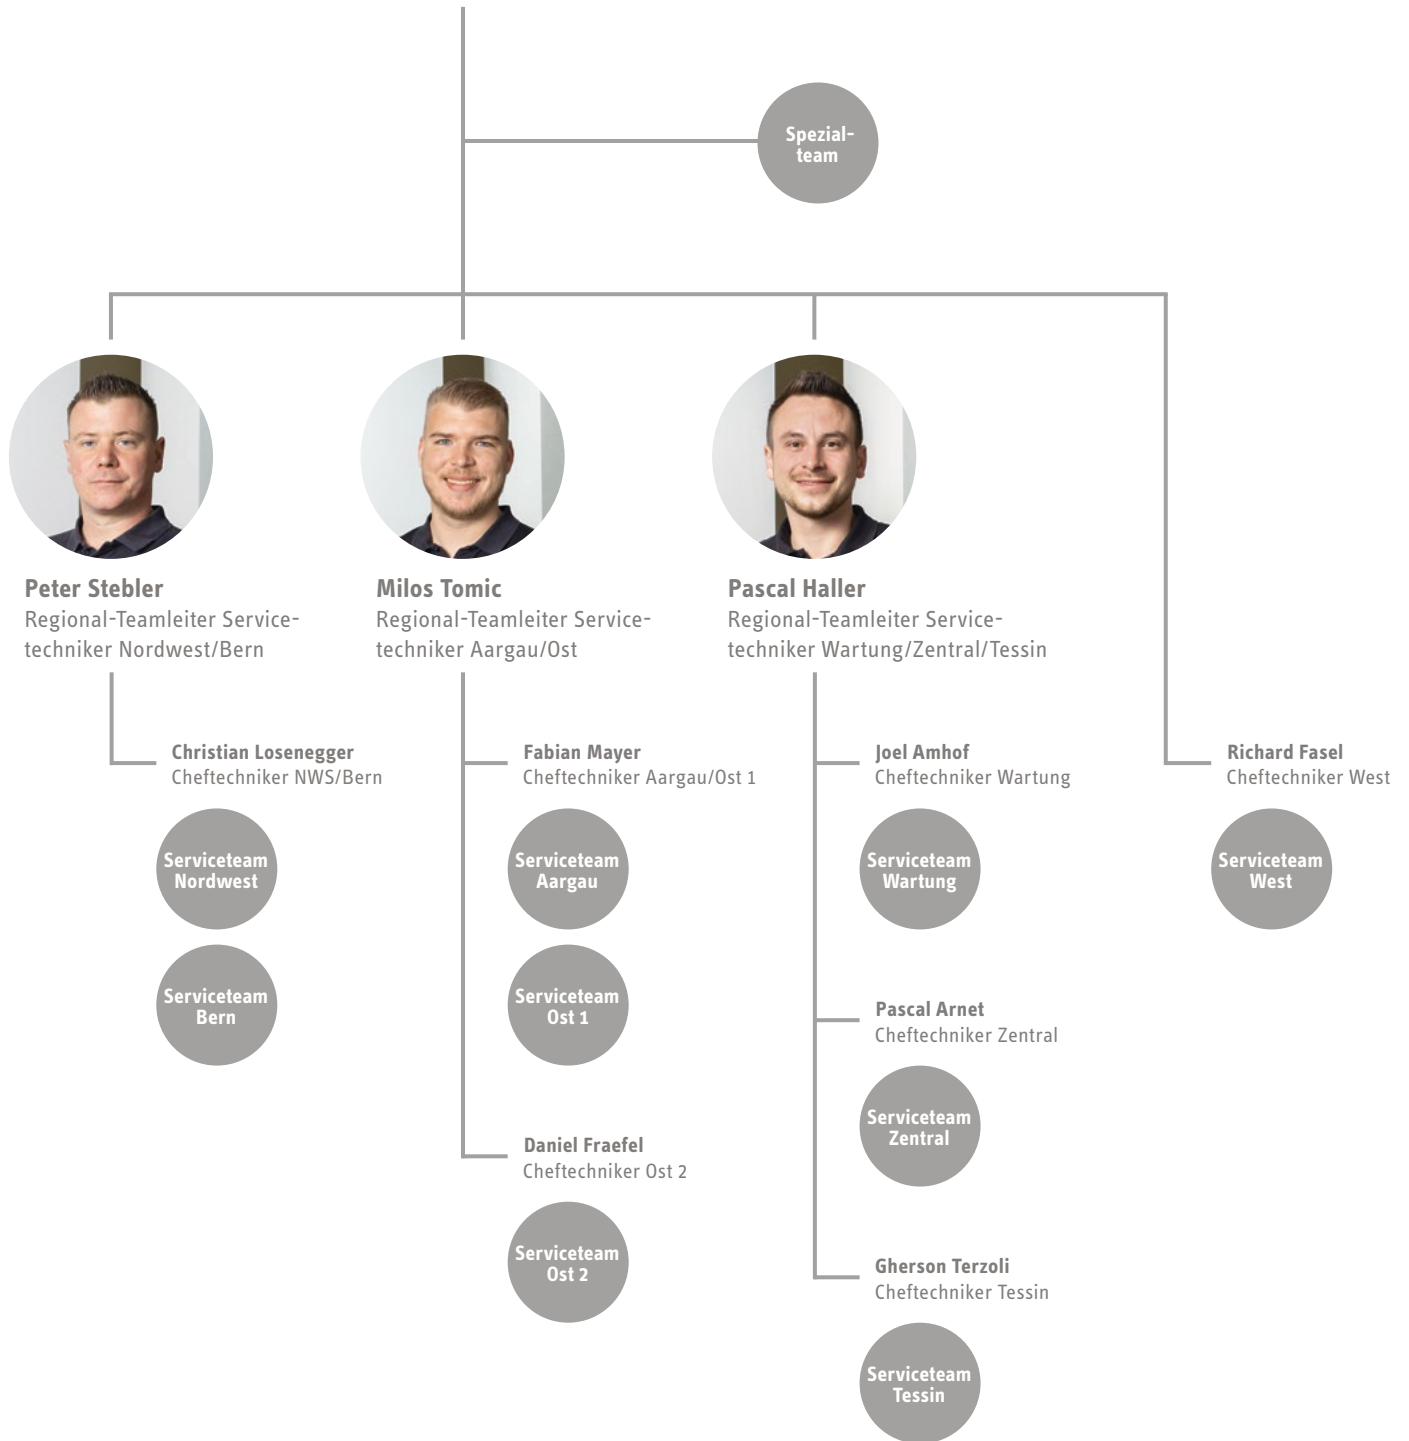 Spezial-
team
Peter Stebler
Regional-Teamleiter Service-
techniker Nordwest/Bern
Milos Tomic
Regional-Teamleiter Service-
techniker Aargau/Ost
Pascal Haller
Regional-Teamleiter Service-
techniker Wartung/Zentral/Tessin
Christian Losenegger
Cheftechniker NWS/Bern
Serviceteam
Nordwest
Serviceteam
Bern
Fabian Mayer
Cheftechniker Aargau/Ost 1
Serviceteam
Aargau
Serviceteam
Ost 1
Daniel Fraefel
Cheftechniker Ost 2
Serviceteam
Ost 2
Joel Amhof
Cheftechniker Wartung
Serviceteam
Wartung
Pascal Arnet
Cheftechniker Zentral
Serviceteam
Zentral
Gherson Terzoli
Cheftechniker Tessin
Serviceteam
Tessin
Richard Fasel
Cheftechniker West
Serviceteam
West